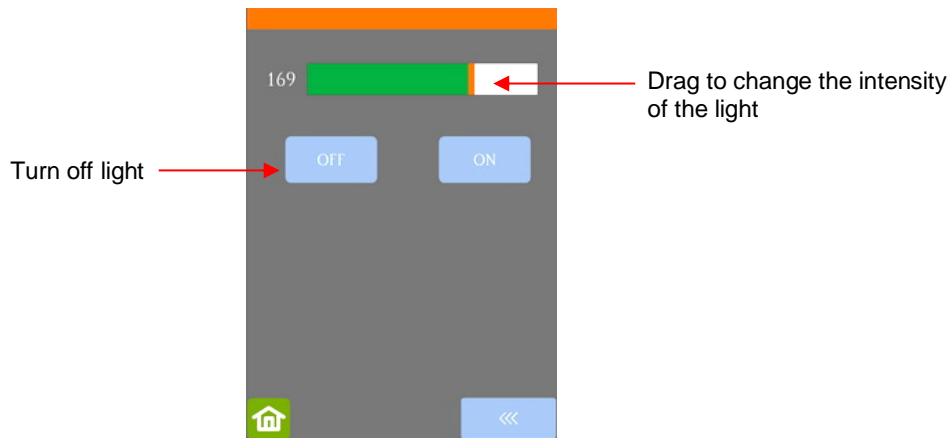 169
Drag to change the intensity
of the light
OFF
ON
Turn off light
<<<